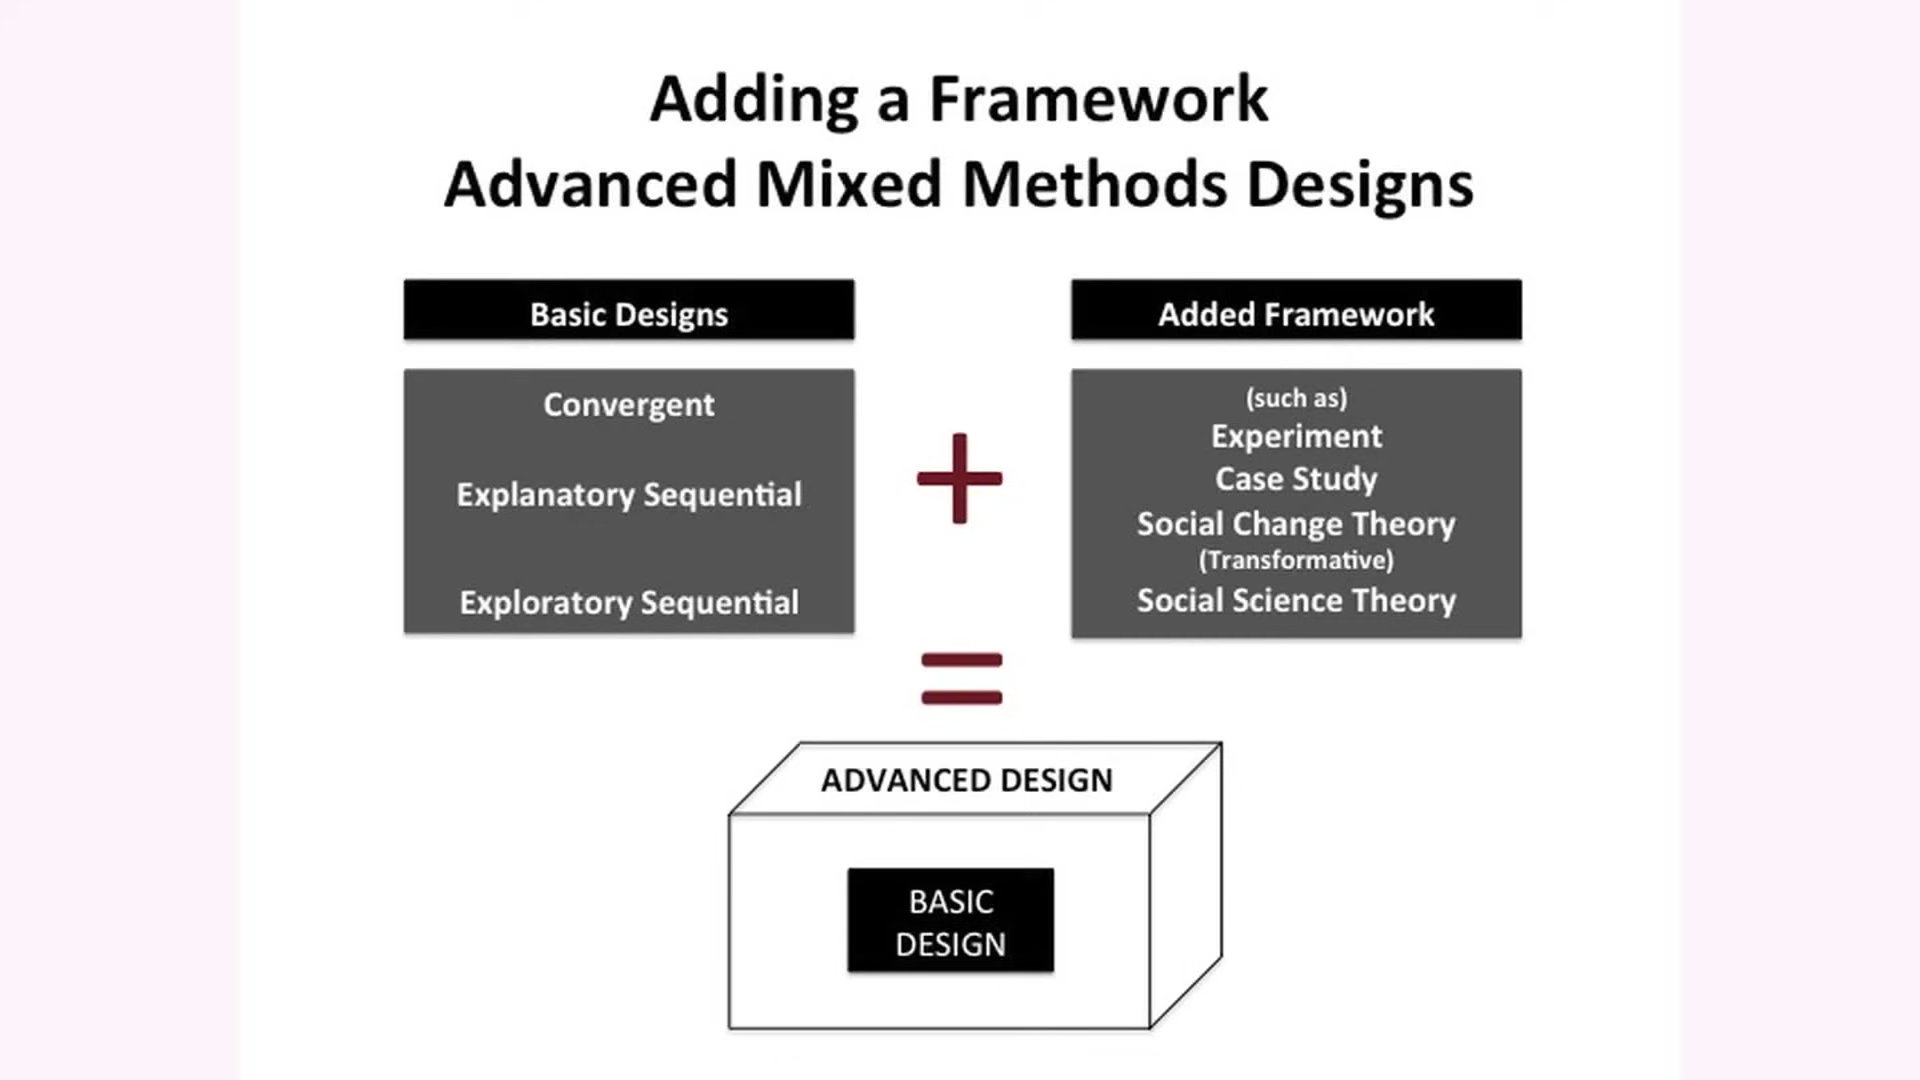 Adding a Framework
Advanced Mixed Methods Designs
Basic Designs
Convergent
Explanatory Sequential
Exploratory Sequential
+
Added Framework
(such as)
Experiment
Case Study
Social Change Theory
(Transformative)
Social Science Theory
=
ADVANCED DESIGN
BASIC
DESIGN